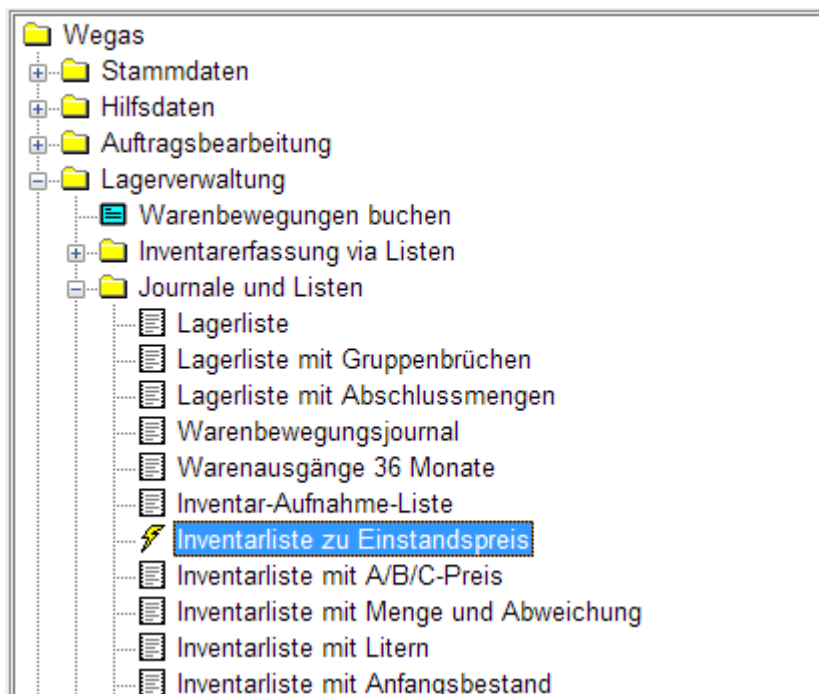 Wegas
Stammdaten
Hilfsdaten
Auftragsbearbeitung
Lagerverwaltung
Warenbewegungen buchen
Inventarerfassung via Listen
Journale und Listen
Lagerliste
Lagerliste mit Gruppenbrüchen
Lagerliste mit Abschlussmengen
Warenbewegungsjournal
Warenausgänge 36 Monate
Inventar-Aufnahme-Liste
Inventarliste zu Einstandspreis
Inventarliste mit A/B/C-Preis
Inventarliste mit Menge und Abweichung
Inventarliste mit Litern
Inventarliste mit Anfangsbestand